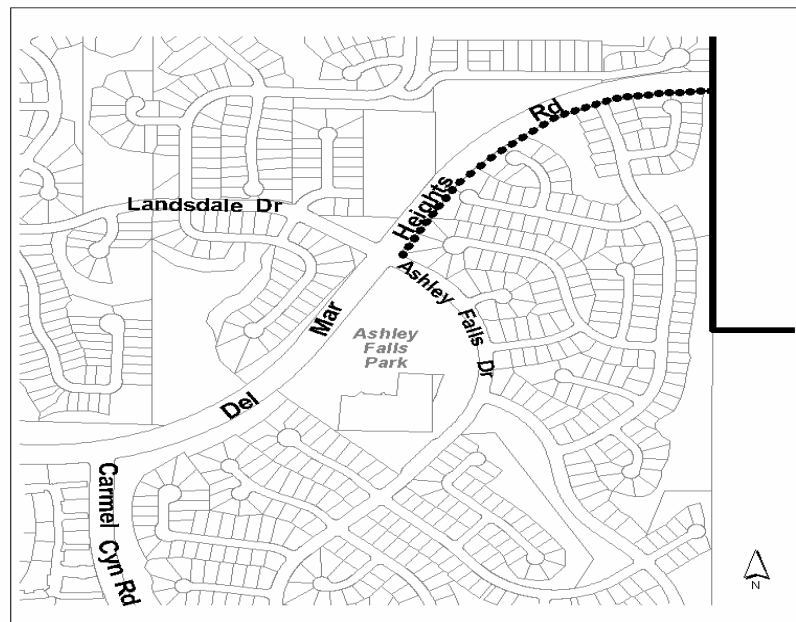 Rd
Heights
Landsdale Dr
Ashley Falls Dr
Mar
Ashley
Falls
Park
Del
Carmel Cyn Rd
N